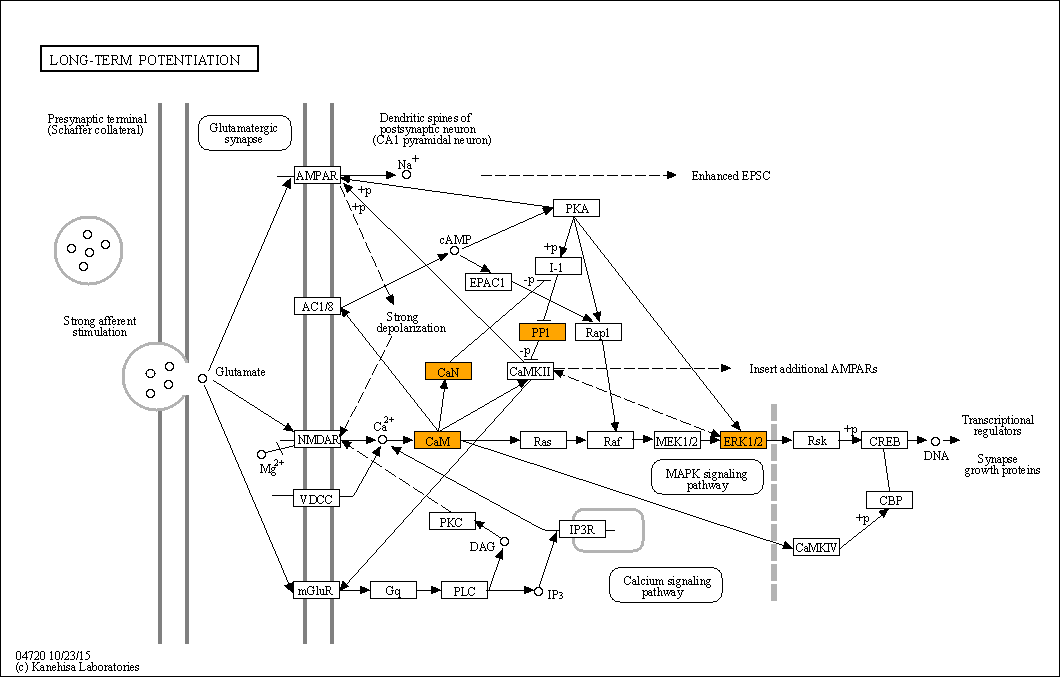 LONG-TERM POTENTIATION
Presynaptic terminal
(Schaffer collateral)
Glutamatergic
synapse
Dendritic spines of
postsynaptic neuron
(CA1 pyramidal neuron)
AMPAR
Na+
Enhanced EPSC
+p
+p
PKA
cAMP
+p
I-1
EPAC1
-p
AC1/8
Strong
depolarization
PP1
Rap1
Strong afferent
stimulation
-p
Glutamate
CaN
CaMKII
Insert additional AMPARs
Ca2+
NMDAR
CaM
Ras
Raf
MEK1/2
ERK1/2
Rsk
+p
CREB
DNA
Transcriptional
regulators
Synapse
growth proteins
Mg2+
MAPK signaling
pathway
VDCC
CBP
PKC
IP3R
+p
DAG
CaMKIV
mGluR
Gq
PLC
IP3
Calcium signaling
pathway
04720 10/23/15
(c) Kanehisa Laboratories